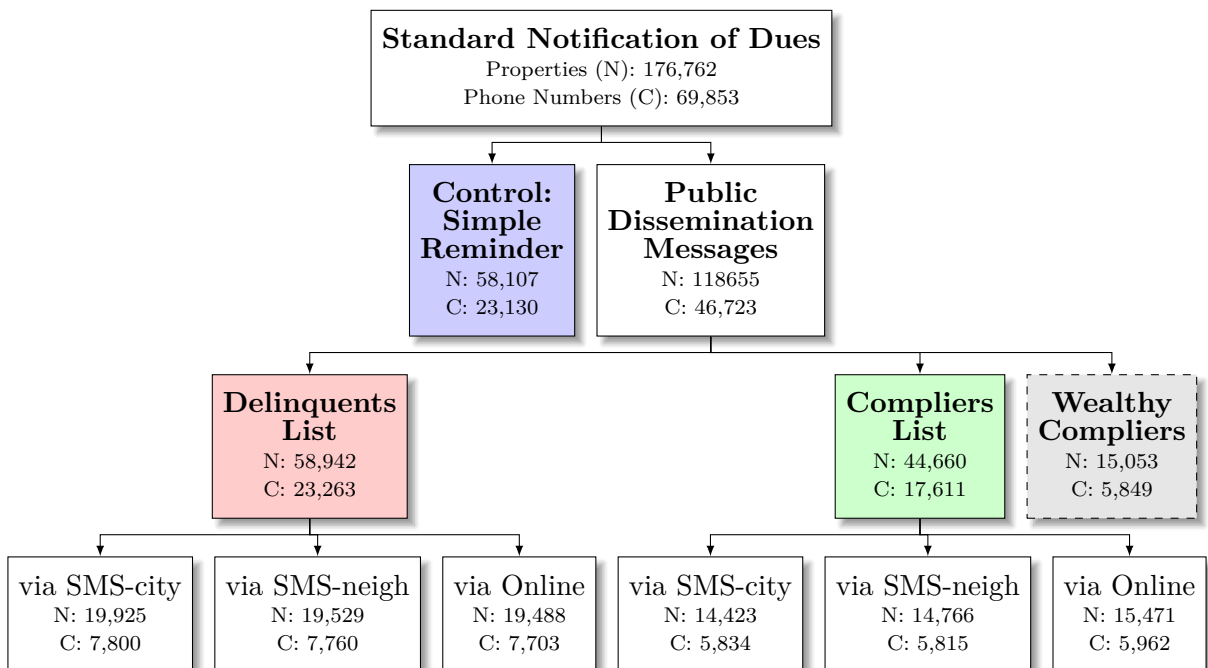 Standard Notification of Dues
Properties (N): 176,762
Phone Numbers (C): 69,853
Control:
Simple
Reminder
N: 58,107
C: 23,130
Public
Dissemination
Messages
N: 118655
C: 46,723
Delinquents
List
N: 58,942
C: 23,263
Compliers
List
N: 44,660
C: 17,611
Wealthy
Compliers
N: 15,053
C: 5,849
via SMS-city
N: 19,925
C: 7,800
via SMS-neigh
N: 19,529
C: 7,760
via Online
N: 19,488
C: 7,703
via SMS-city
N: 14,423
C: 5,834
via SMS-neigh
N: 14,766
C: 5,815
via Online
N: 15,471
C: 5,962